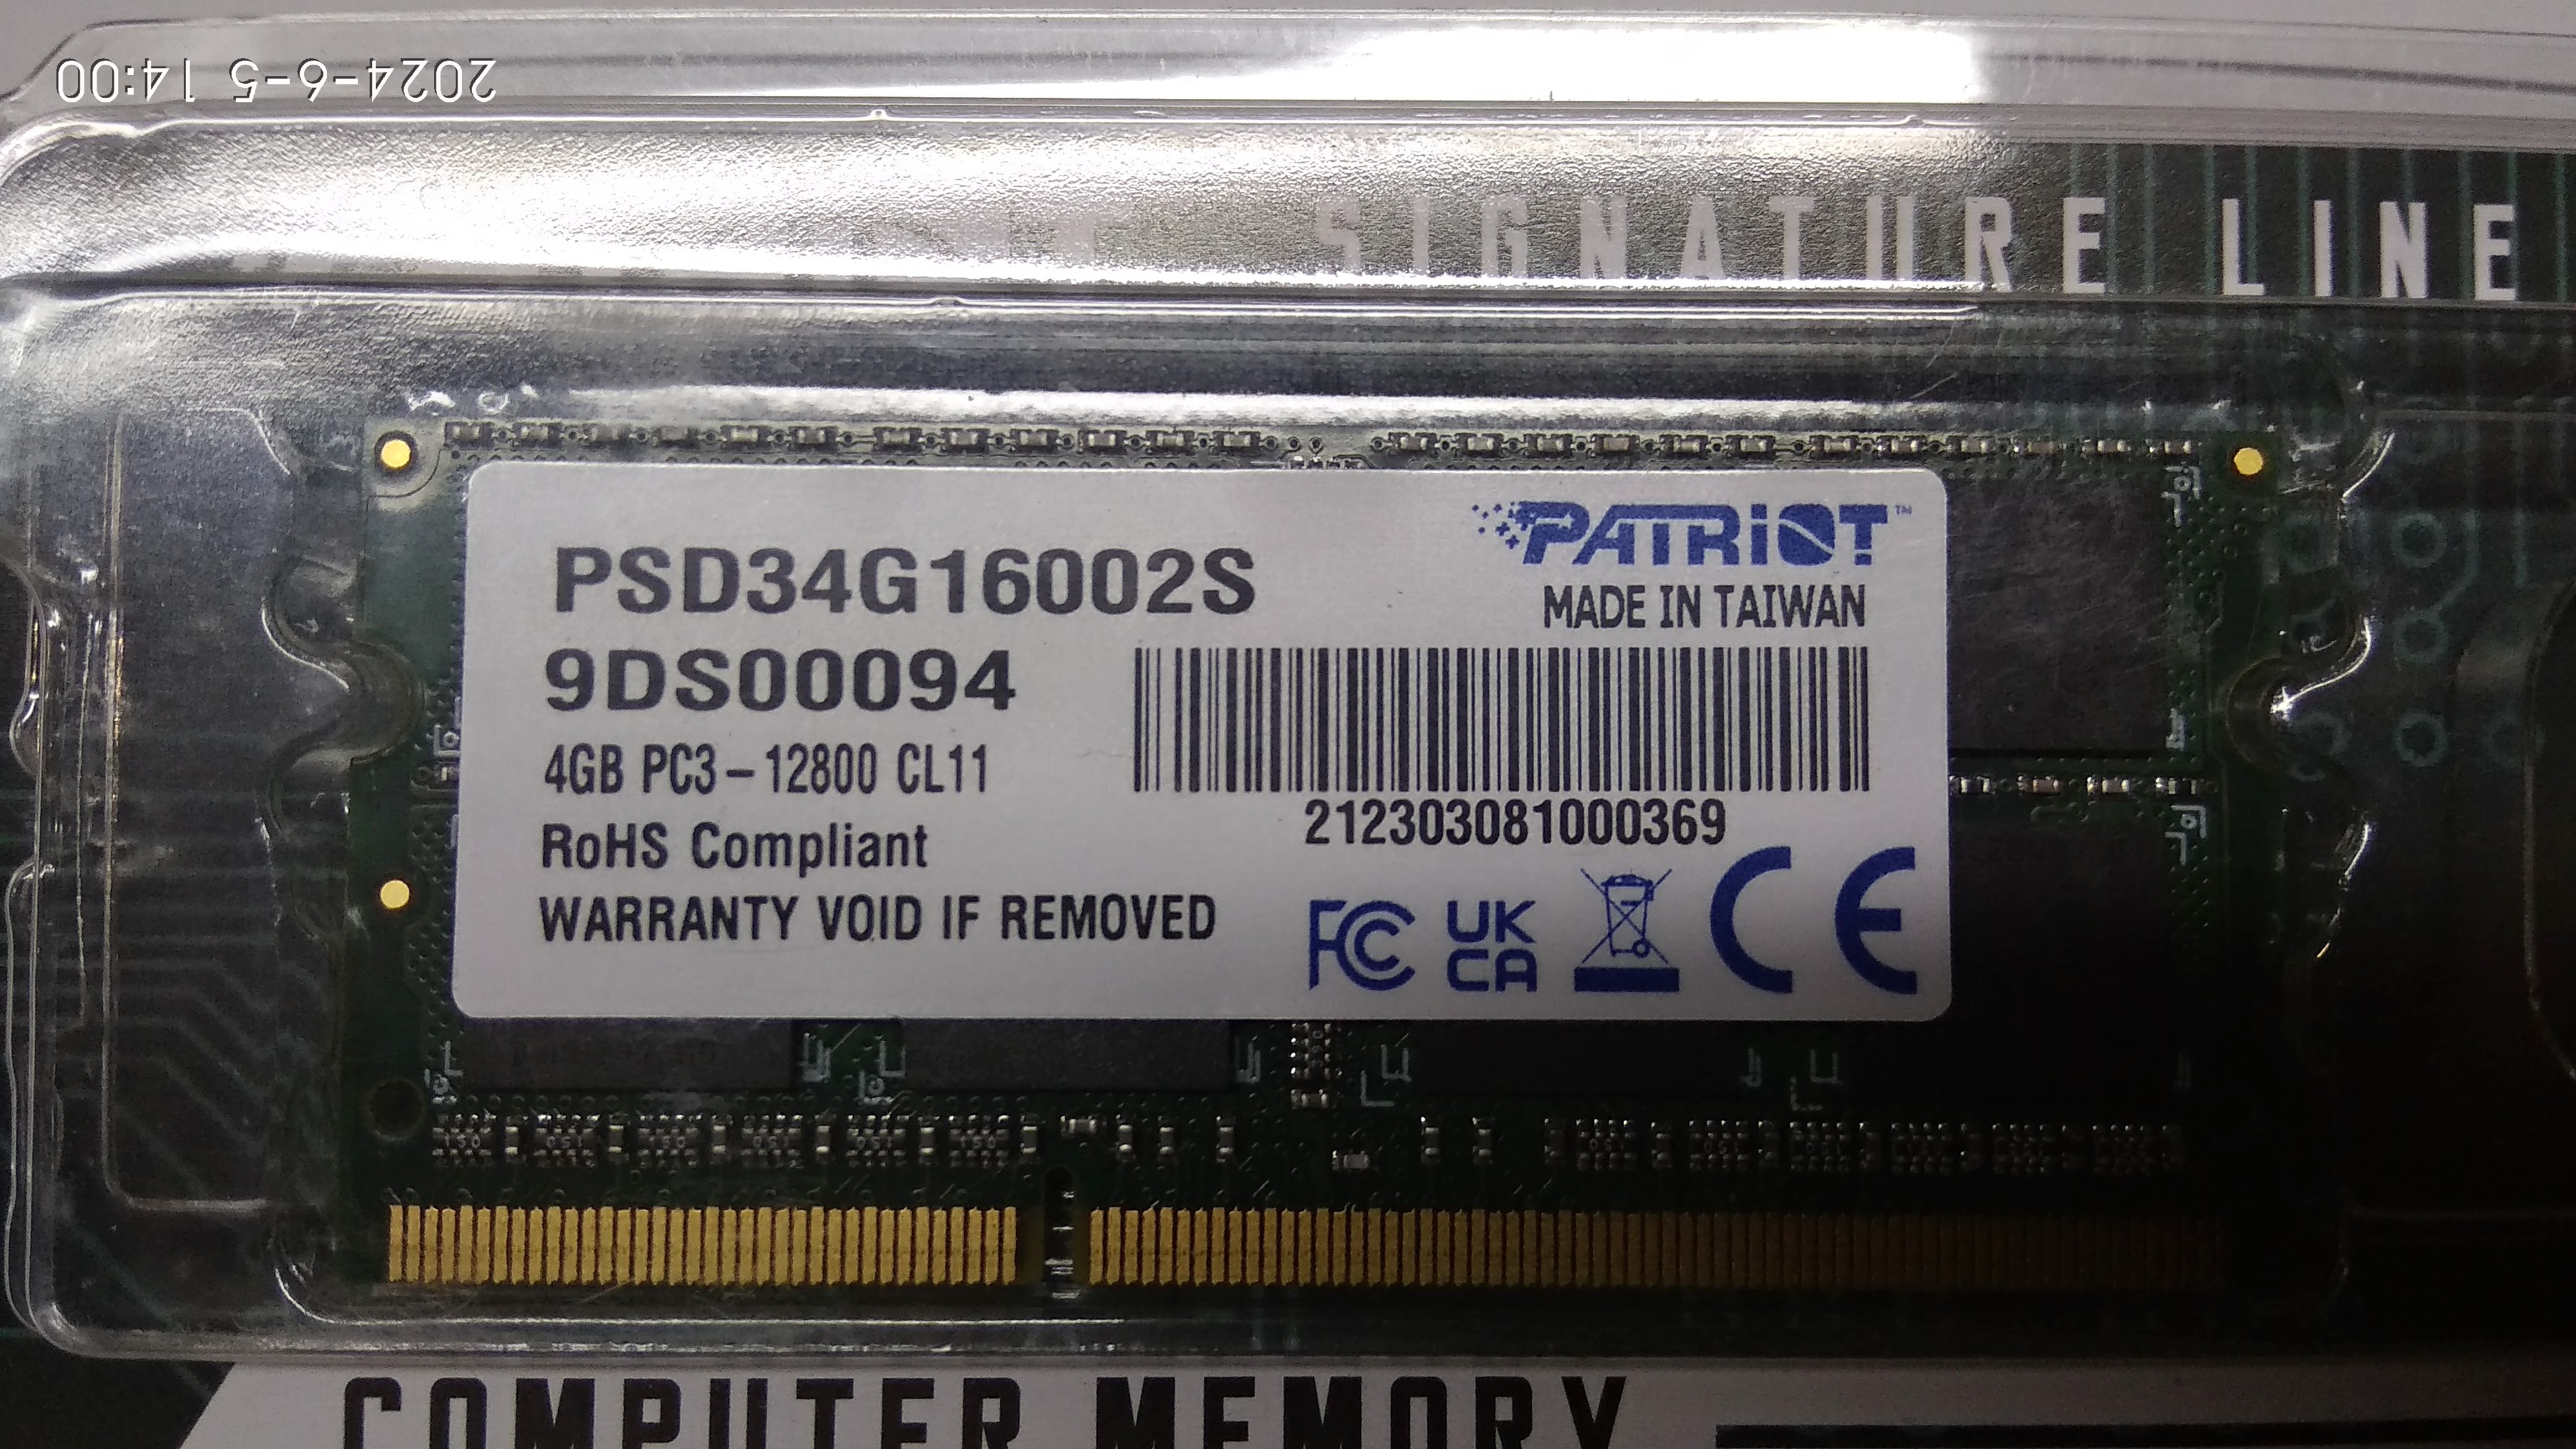 2024-6-5 14:00
SIGNATURE LINE
PATRiOT™
PSD34G16002S
MADE IN TAIWAN
9DS00094
4GB PC3-12800 CL11
212303081000369
RoHS Compliant
WARRANTY VOID IF REMOVED
FC
UK
CA
CE
COMPUTER MEMORY